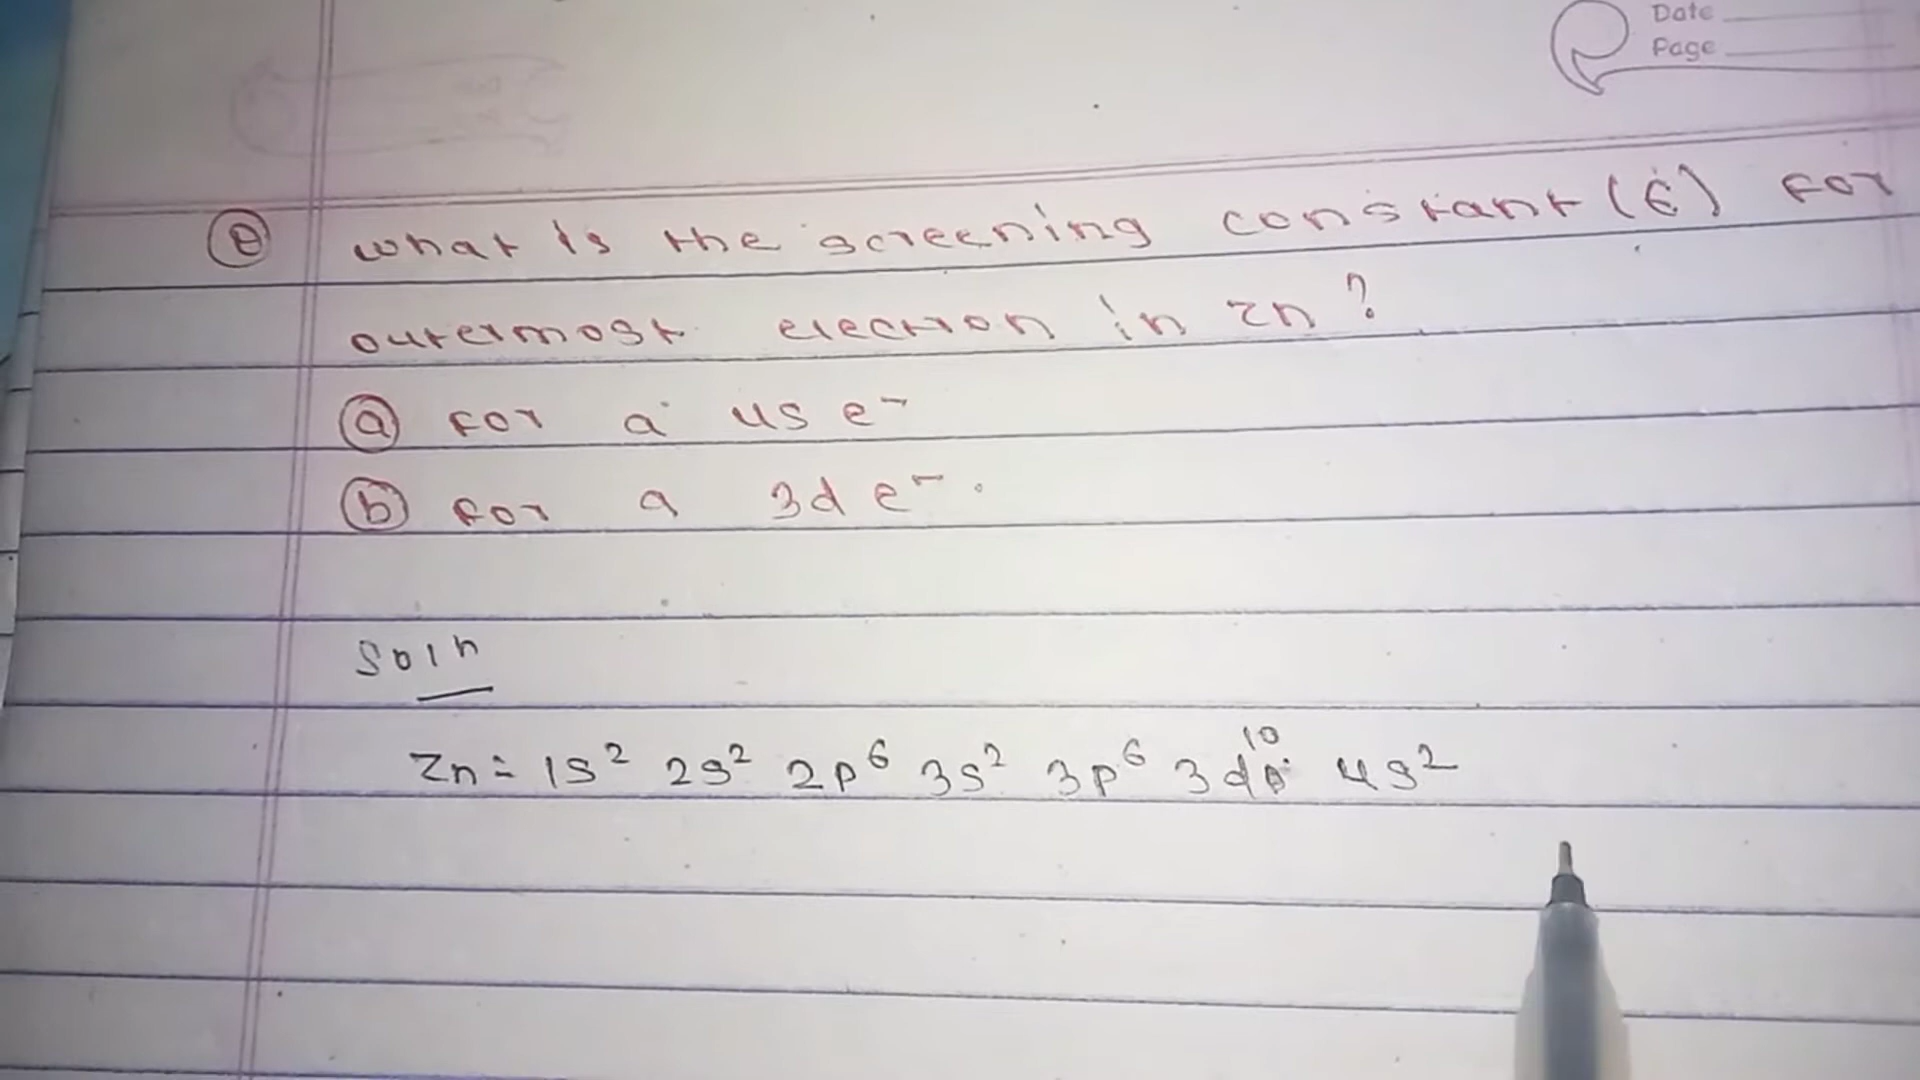 Date
Page
Q what is the screening constant (6) for
outermost electron in zn?
a for a 4s e-
b for a 3d e-.
Soln
Zn = 1s² 2s² 2p⁶ 3s² 3p⁶ 3d¹⁰ 4s²